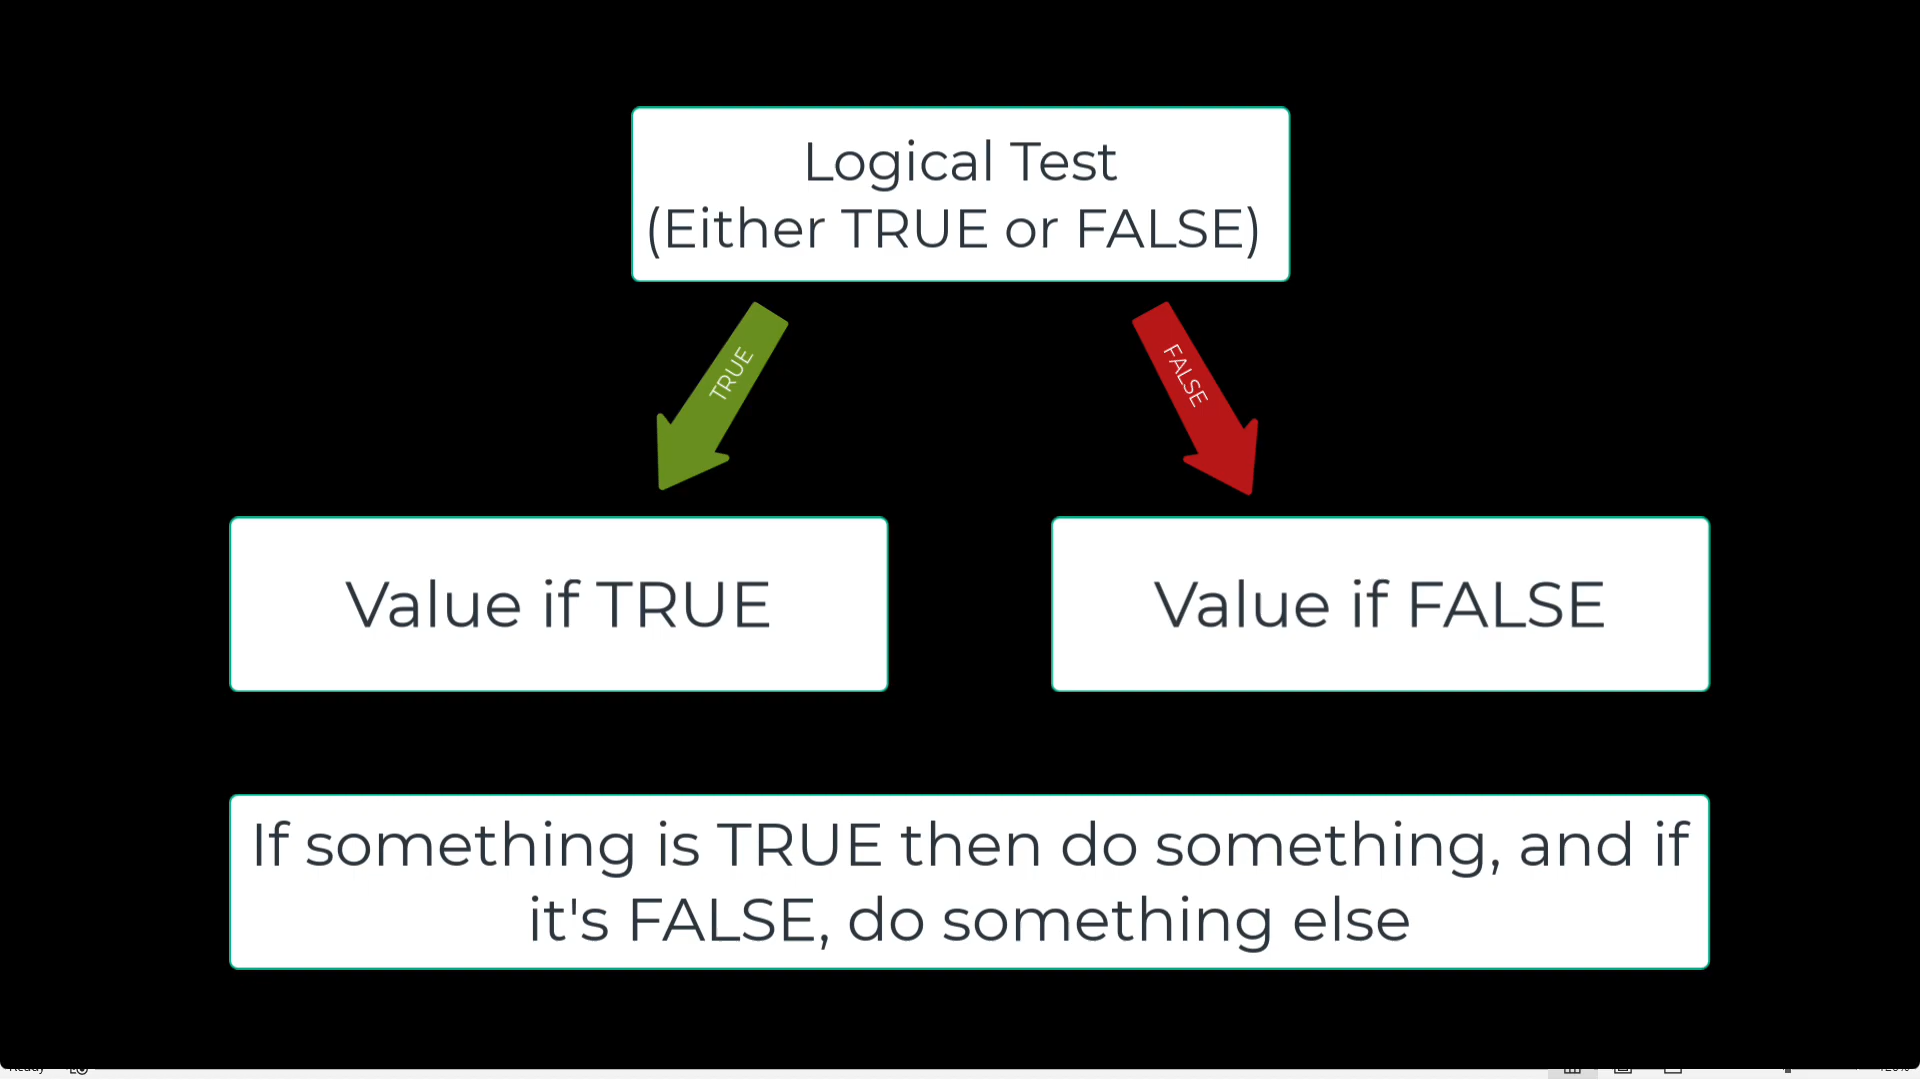 Logical Test
(Either TRUE or FALSE)
TRUE
FALSE
Value if TRUE
Value if FALSE
If something is TRUE then do something, and if
it's FALSE, do something else